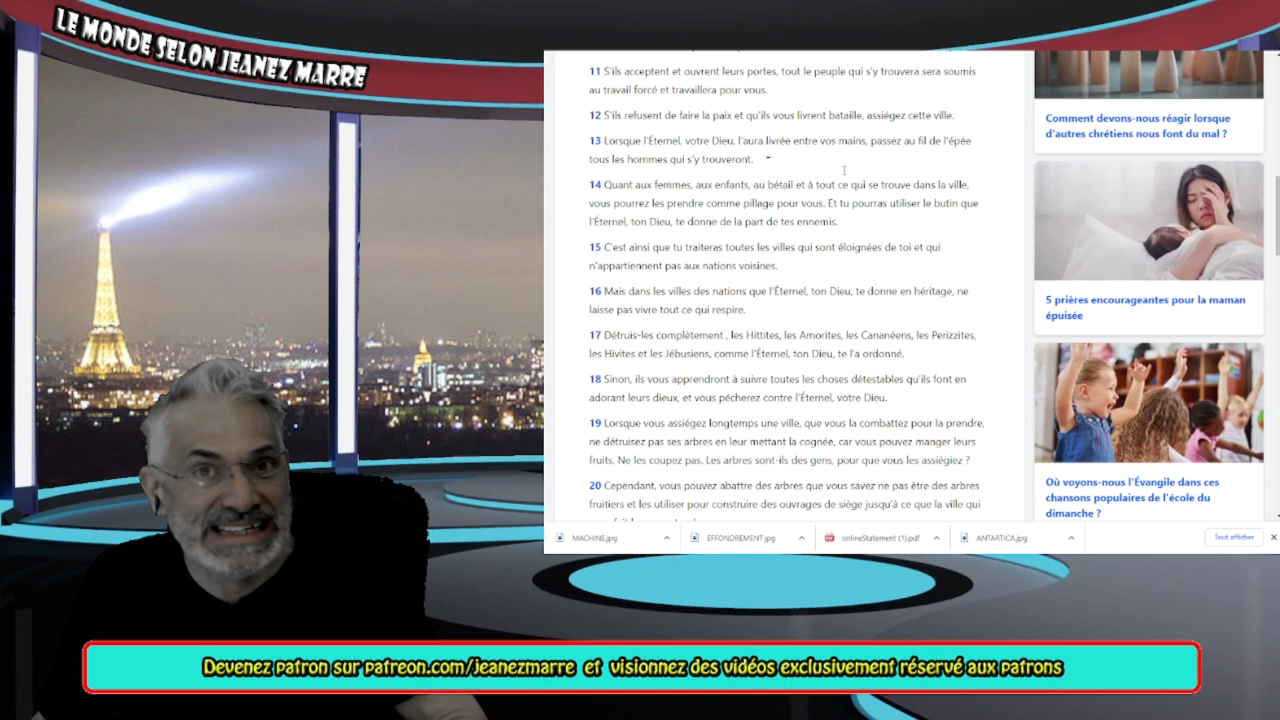 LE MONDE SELON JEANEZ MARRE
11 S'ils acceptent et ouvrent leurs portes, tout le peuple qui s'y trouvera sera soumis
au travail forcé et travaillera pour vous.
12 S'ils refusent de faire la paix et qu'ils vous livrent bataille, assiégez cette ville.
13 Lorsque l'Éternel, votre Dieu, l'aura livrée entre vos mains, passez au fil de l'épée
tous les hommes qui s'y trouveront.
14 Quant aux femmes, aux enfants, au bétail et à tout ce qui se trouve dans la ville,
vous pourrez les prendre comme pillage pour vous. Et tu pourras utiliser le butin que
l'Éternel, ton Dieu, te donne de la part de tes ennemis.
15 C'est ainsi que tu traiteras toutes les villes qui sont éloignées de toi et qui
n'appartiennent pas aux nations voisines.
16 Mais dans les villes des nations que l'Éternel, ton Dieu, te donne en héritage, ne
laisse pas vivre tout ce qui respire.
17 Détruis-les complètement , les Hittites, les Amorites, les Cananéens, les Perizzites,
les Hivites et les Jébusiens, comme l'Éternel, ton Dieu, te l'a ordonné.
18 Sinon, ils vous apprendront à suivre toutes les choses détestables qu'ils font en
adorant leurs dieux, et vous pécherez contre l'Éternel, votre Dieu.
19 Lorsque vous assiégez longtemps une ville, que vous la combattez pour la prendre,
ne détruisez pas ses arbres en leur mettant la cognée, car vous pouvez manger leurs
fruits. Ne les coupez pas. Les arbres sont-ils des gens, pour que vous les assiégiez ?
20 Cependant, vous pouvez abattre des arbres que vous savez ne pas être des arbres
fruitiers et les utiliser pour construire des ouvrages de siège jusqu'à ce que la ville qui
Comment devons-nous réagir lorsque
d'autres chrétiens nous font du mal ?
5 prières encourageantes pour la maman
épuisée
Où voyons-nous l'Évangile dans ces
chansons populaires de l'école du
dimanche ?
MACHINE.jpg
EFFONDREMENT.jpg
onlineStatement (1).pdf
ANTARTICA.jpg
Tout afficher
Devenez patron sur patreon.com/jeanezmarre et visionnez des vidéos exclusivement réservé aux patrons